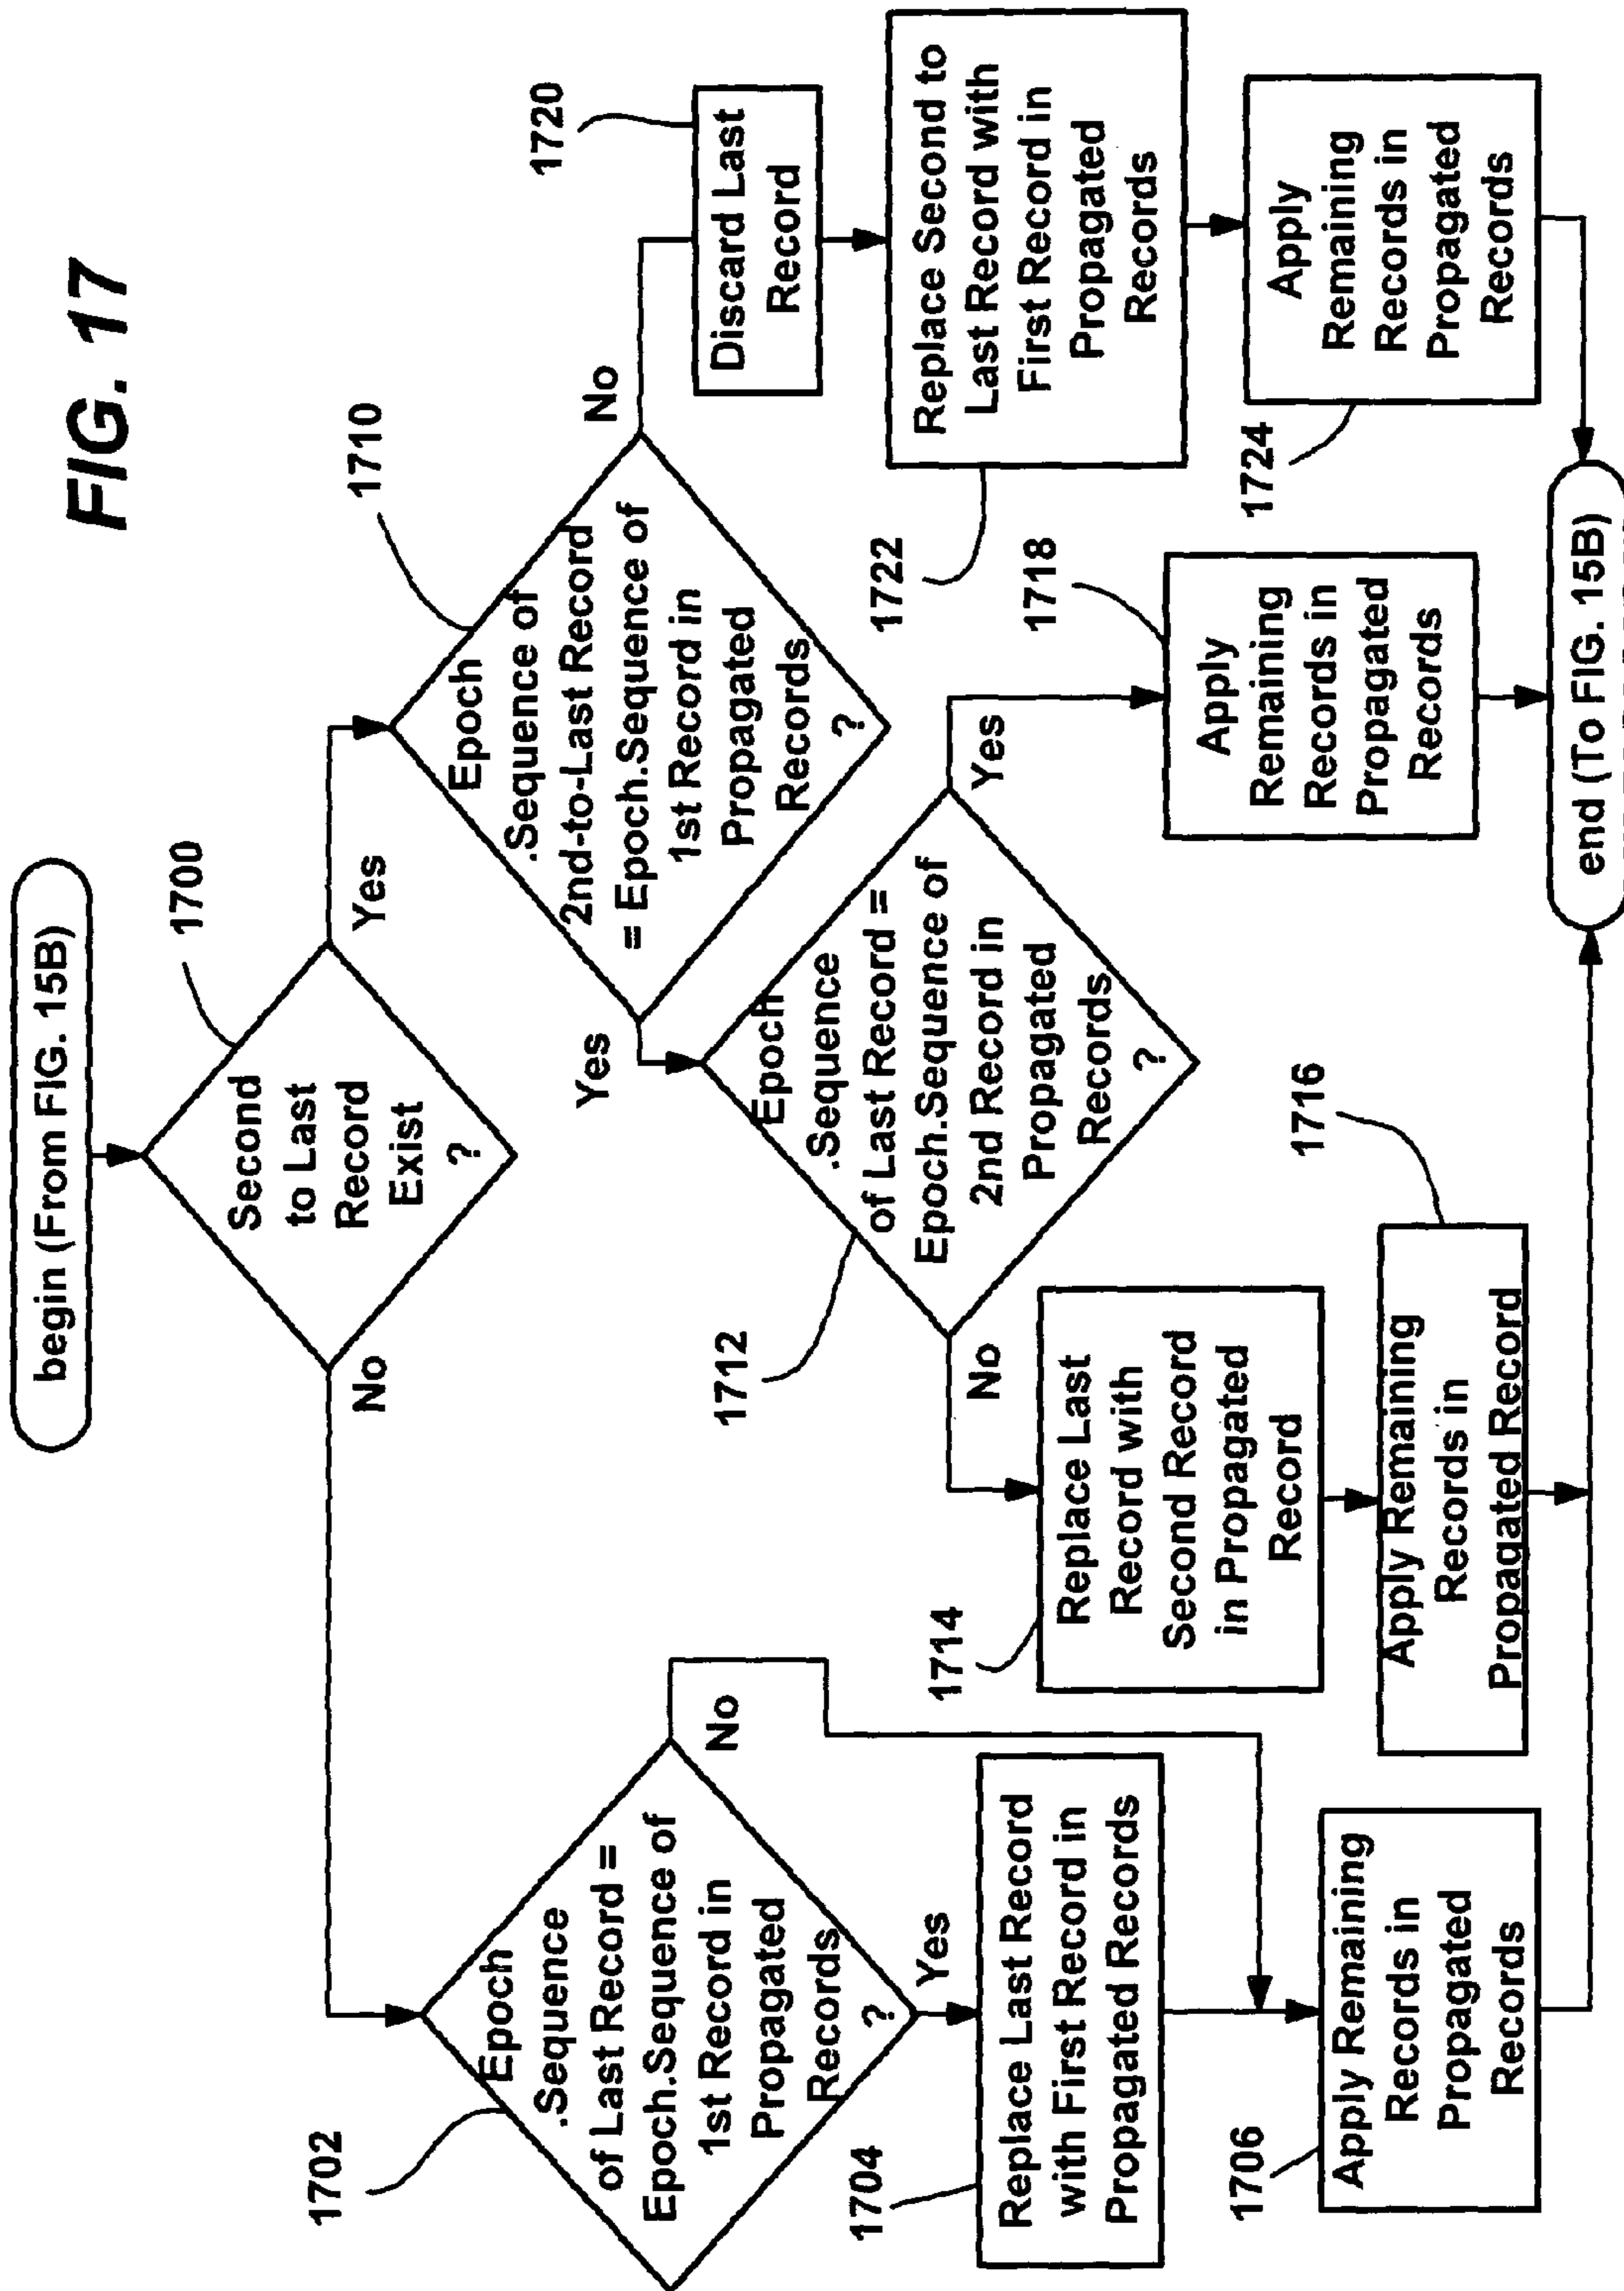 FIG. 17
begin (From FIG. 15B)
1700
Second
to Last
Record
Exist
?
Yes
No
1710
Epoch
.Sequence of
2nd-to-Last Record
= Epoch.Sequence of
1st Record in
Propagated
Records
?
No
Yes
1720
Discard Last
Record
1702
Epoch
.Sequence
of Last Record =
Epoch.Sequence of
1st Record in
Propagated
Records
?
No
Yes
1712
Epoch
.Sequence
of Last Record =
Epoch.Sequence of
2nd Record in
Propagated
Records
?
No
Yes
1722
Replace Second to
Last Record with
First Record in
Propagated
Records
1704
Replace Last Record
with First Record in
Propagated Records
1714
Replace Last
Record with
Second Record
in Propagated
Record
1718
Apply
Remaining
Records in
Propagated
Records
1724
Apply
Remaining
Records in
Propagated
Records
1706
Apply Remaining
Records in
Propagated
Records
1716
Apply Remaining
Records in
Propagated Record
end (To FIG. 15B)